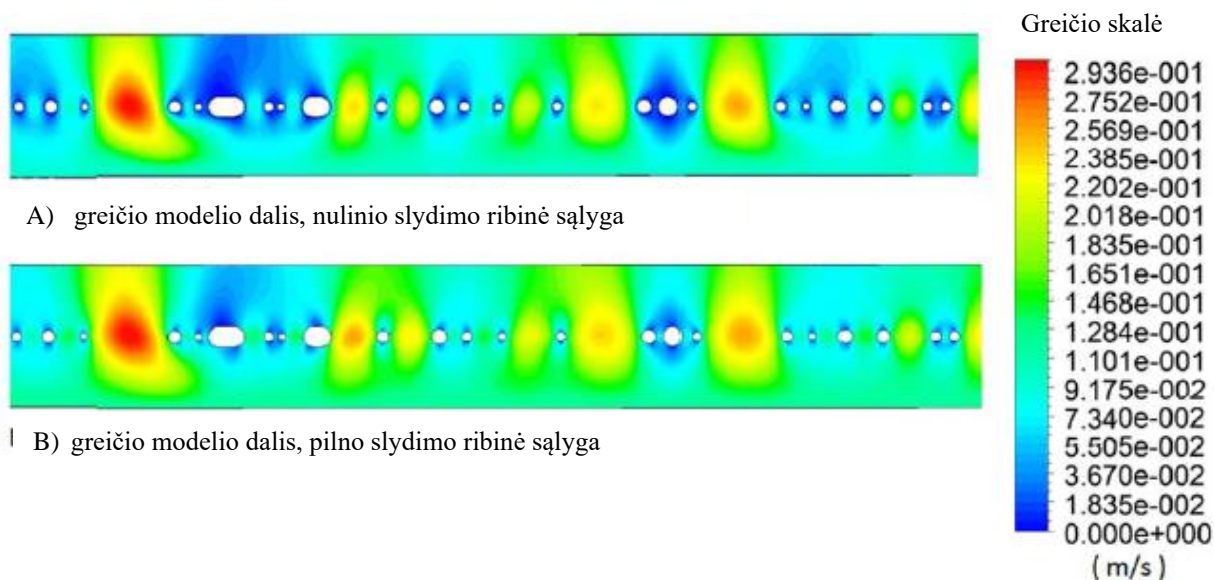 Greičio skalė
2.936e-001
2.752e-001
2.569e-001
2.385e-001
2.202e-001
2.018e-001
1.835e-001
1.651e-001
1.468e-001
1.284e-001
1.101e-001
9.175e-002
7.340e-002
5.505e-002
3.670e-002
1.835e-002
0.000e+000
( m/s )
A) greičio modelio dalis, nulinio slydimo ribinė sąlyga
B) greičio modelio dalis, pilno slydimo ribinė sąlyga